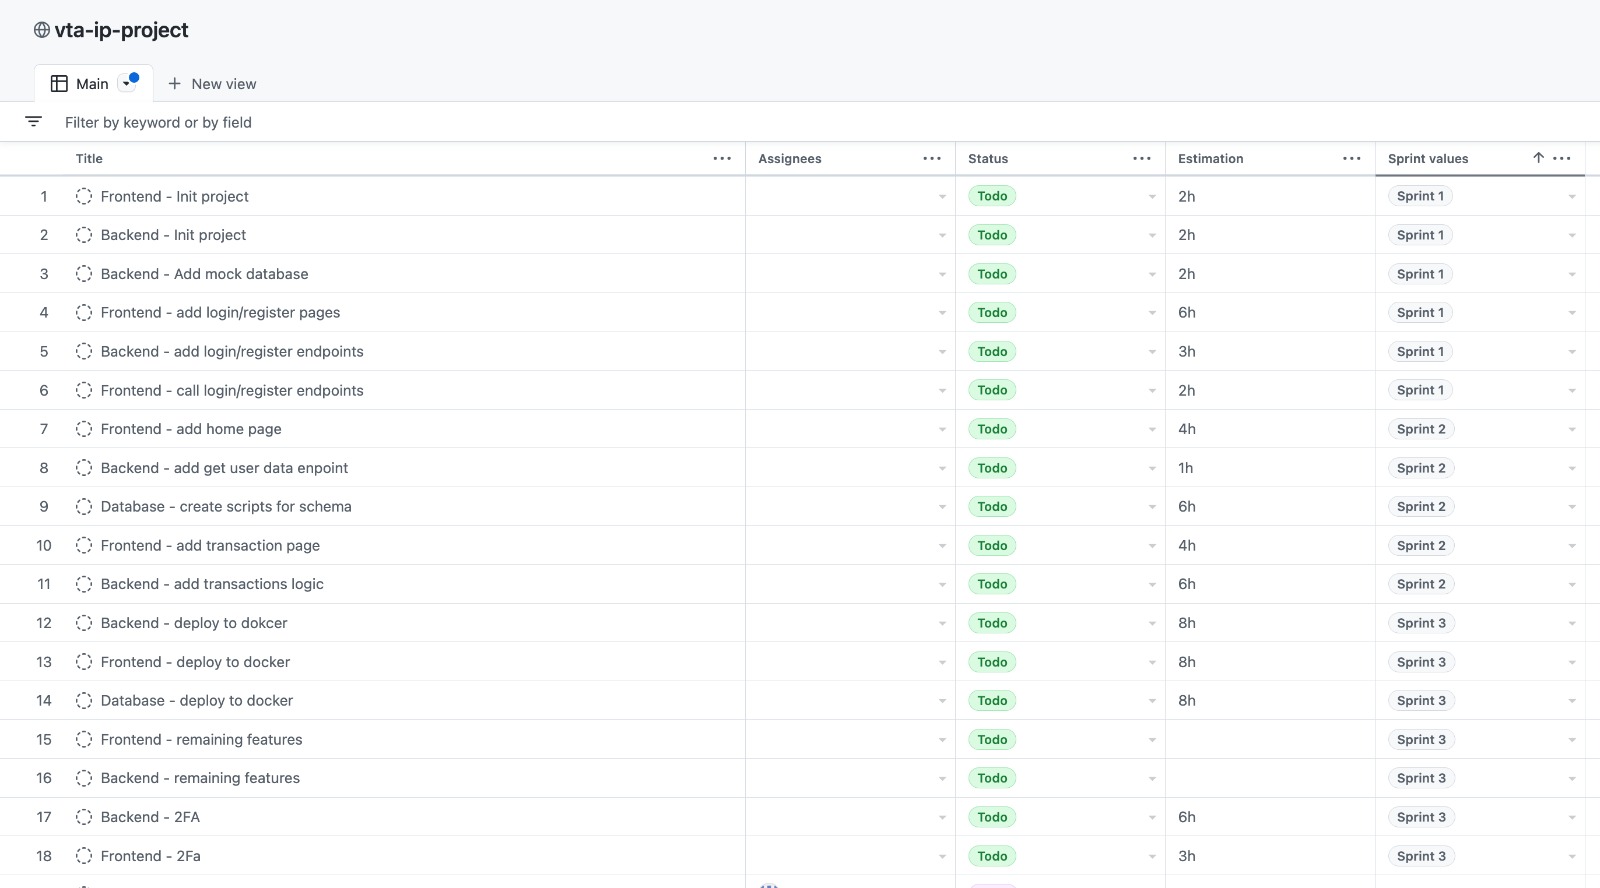 vta-ip-project
Main New view
Filter by keyword or by field
Title Assignees Status Estimation Sprint values
1 Frontend - Init project Todo 2h Sprint 1
2 Backend - Init project Todo 2h Sprint 1
3 Backend - Add mock database Todo 2h Sprint 1
4 Frontend - add login/register pages Todo 6h Sprint 1
5 Backend - add login/register endpoints Todo 3h Sprint 1
6 Frontend - call login/register endpoints Todo 2h Sprint 1
7 Frontend - add home page Todo 4h Sprint 2
8 Backend - add get user data enpoint Todo 1h Sprint 2
9 Database - create scripts for schema Todo 6h Sprint 2
10 Frontend - add transaction page Todo 4h Sprint 2
11 Backend - add transactions logic Todo 6h Sprint 2
12 Backend - deploy to dokcer Todo 8h Sprint 3
13 Frontend - deploy to docker Todo 8h Sprint 3
14 Database - deploy to docker Todo 8h Sprint 3
15 Frontend - remaining features Todo Sprint 3
16 Backend - remaining features Todo Sprint 3
17 Backend - 2FA Todo 6h Sprint 3
18 Frontend - 2Fa Todo 3h Sprint 3